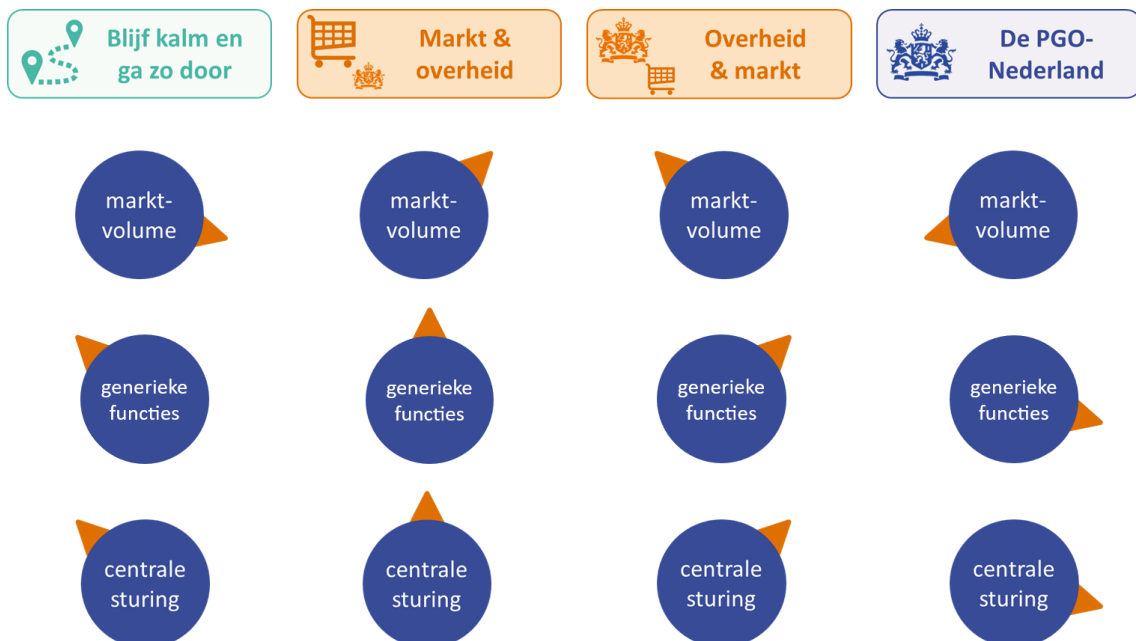 Blijf kalm en
ga zo door
Markt &
overheid
Overheid
& markt
De PGO-
Nederland
markt-
volume
markt-
volume
markt-
volume
markt-
volume
generieke
functies
generieke
functies
generieke
functies
generieke
functies
centrale
sturing
centrale
sturing
centrale
sturing
centrale
sturing